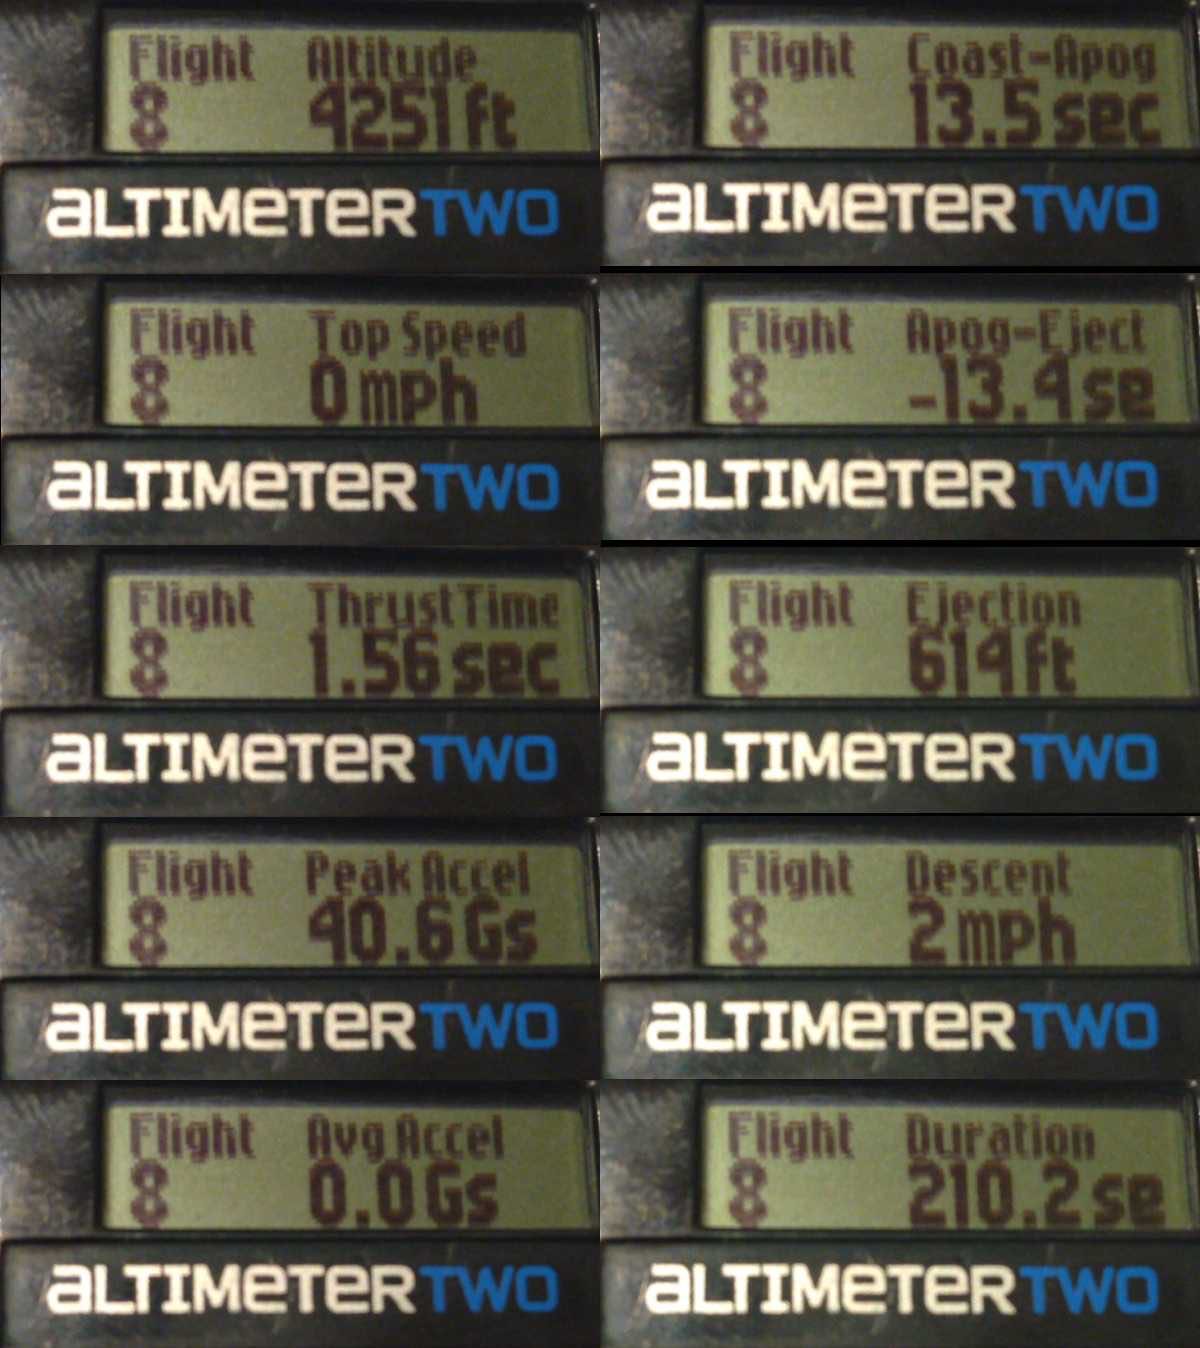 Flight Altitude
8 4251 ft
aLTIMeTeRTWO
Flight Top Speed
8 0 mph
aLTIMeTeRTWO
Flight Thrust Time
8 1.56 sec
aLTIMeTeRTWO
Flight Peak Accel
8 40.6 Gs
aLTIMeTeRTWO
Flight Avg Accel
8 0.0 Gs
aLTIMeTeRTWO
Flight Coast-Apog
8 13.5 sec
aLTIMeTeRTWO
Flight Apog-Eject
8 -13.4 se
aLTIMeTeRTWO
Flight Ejection
8 614 ft
aLTIMeTeRTWO
Flight Descent
8 2 mph
aLTIMeTeRTWO
Flight Duration
8 210.2 se
aLTIMeTeRTWO